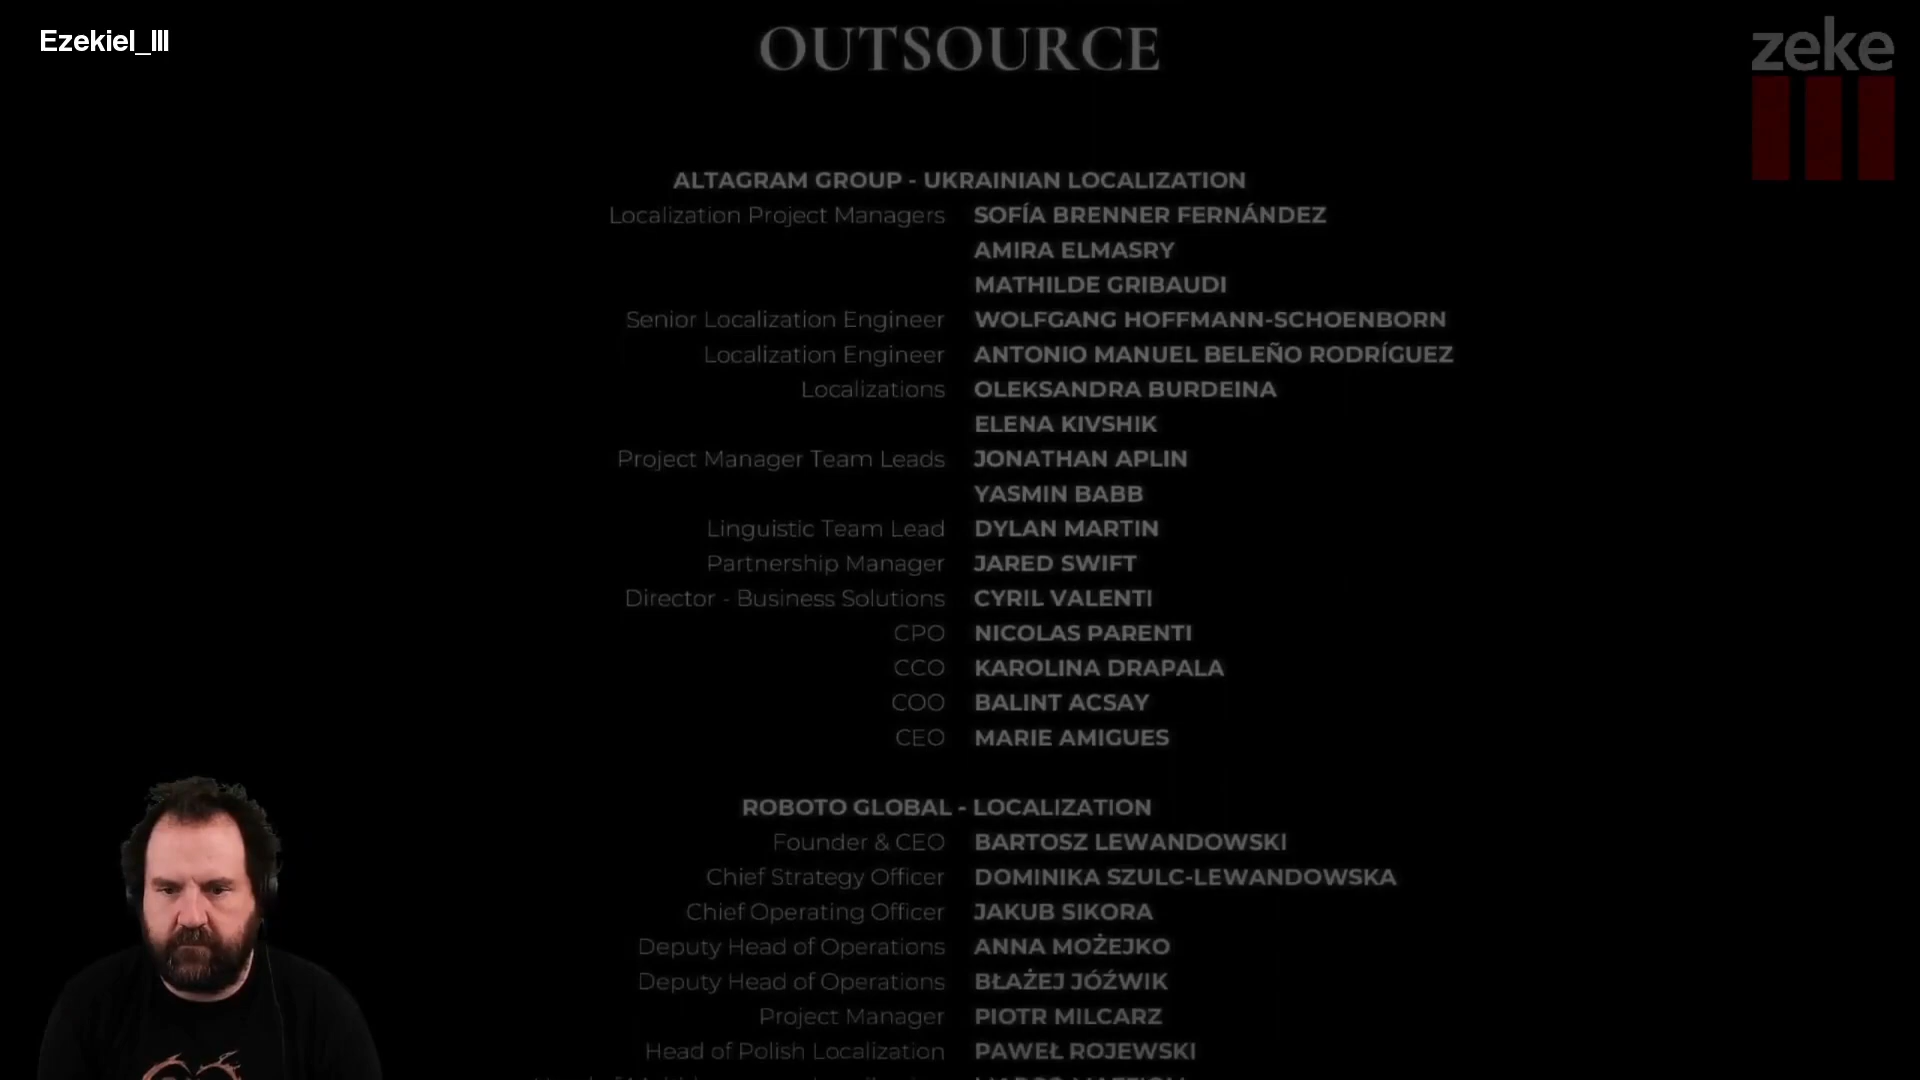 Ezekiel_III
OUTSOURCE
zeke
III
ALTAGRAM GROUP - UKRAINIAN LOCALIZATION
Localization Project Managers SOFÍA BRENNER FERNÁNDEZ
AMIRA ELMASRY
MATHILDE GRIBAUDI
Senior Localization Engineer WOLFGANG HOFFMANN-SCHOENBORN
Localization Engineer ANTONIO MANUEL BELEÑO RODRÍGUEZ
Localizations OLEKSANDRA BURDEINA
ELENA KIVSHIK
Project Manager Team Leads JONATHAN APLIN
YASMIN BABB
Linguistic Team Lead DYLAN MARTIN
Partnership Manager JARED SWIFT
Director - Business Solutions CYRIL VALENTI
CPO NICOLAS PARENTI
CCO KAROLINA DRAPALA
COO BALINT ACSAY
CEO MARIE AMIGUES
ROBOTO GLOBAL - LOCALIZATION
Founder & CEO BARTOSZ LEWANDOWSKI
Chief Strategy Officer DOMINIKA SZULC-LEWANDOWSKA
Chief Operating Officer JAKUB SIKORA
Deputy Head of Operations ANNA MOŻEJKO
Deputy Head of Operations BŁAŻEJ JÓŹWIK
Project Manager PIOTR MILCARZ
Head of Polish Localization PAWEŁ ROJEWSKI